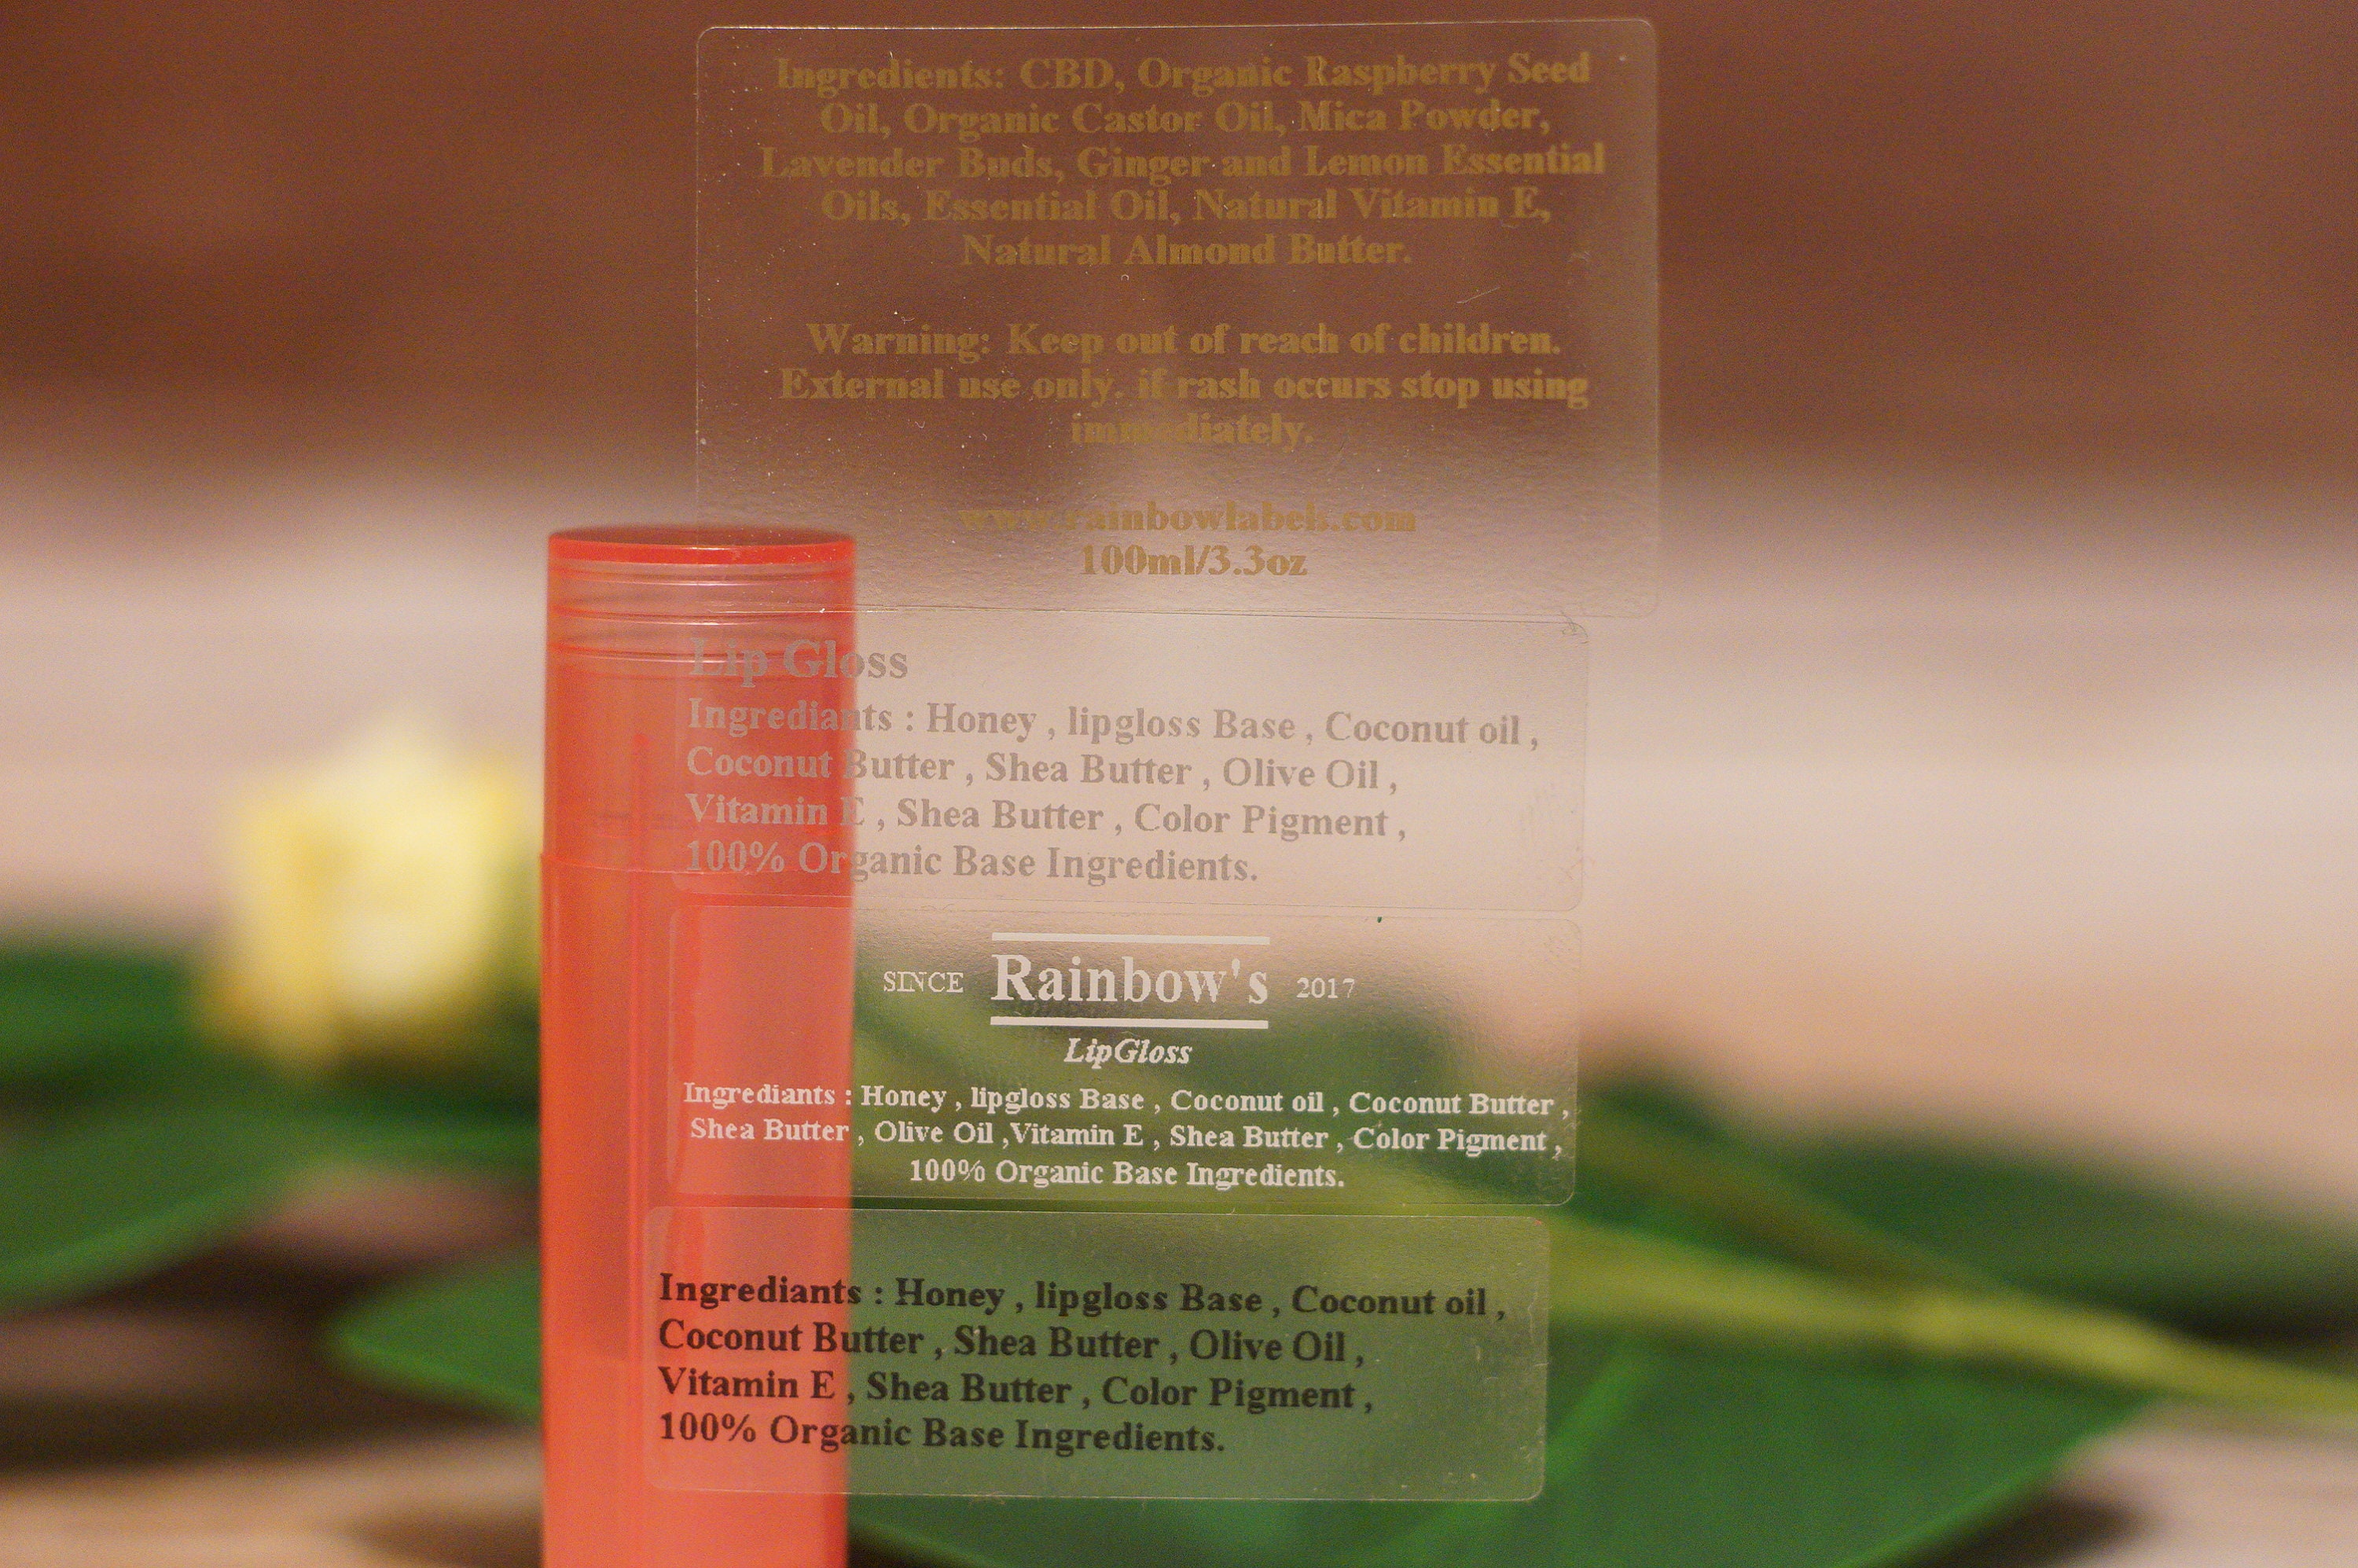 Ingredients: CBD, Organic Raspberry Seed
Oil, Organic Castor Oil, Mica Powder,
Lavender Buds, Ginger and Lemon Essential
Oils, Essential Oil, Natural Vitamin E,
Natural Almond Butter.
Warning: Keep out of reach of children.
External use only. if rash occurs stop using
immediately.
www.rainbowlabels.com
100ml/3.3oz
Lip Gloss
Ingrediants : Honey , lipgloss Base , Coconut oil ,
Coconut Butter , Shea Butter , Olive Oil ,
Vitamin E , Shea Butter , Color Pigment ,
100% Organic Base Ingredients.
SINCE Rainbow's 2017
LipGloss
Ingrediants : Honey , lipgloss Base , Coconut oil , Coconut Butter ,
Shea Butter , Olive Oil ,Vitamin E , Shea Butter , Color Pigment ,
100% Organic Base Ingredients.
Ingrediants : Honey , lipgloss Base , Coconut oil ,
Coconut Butter , Shea Butter , Olive Oil ,
Vitamin E , Shea Butter , Color Pigment ,
100% Organic Base Ingredients.